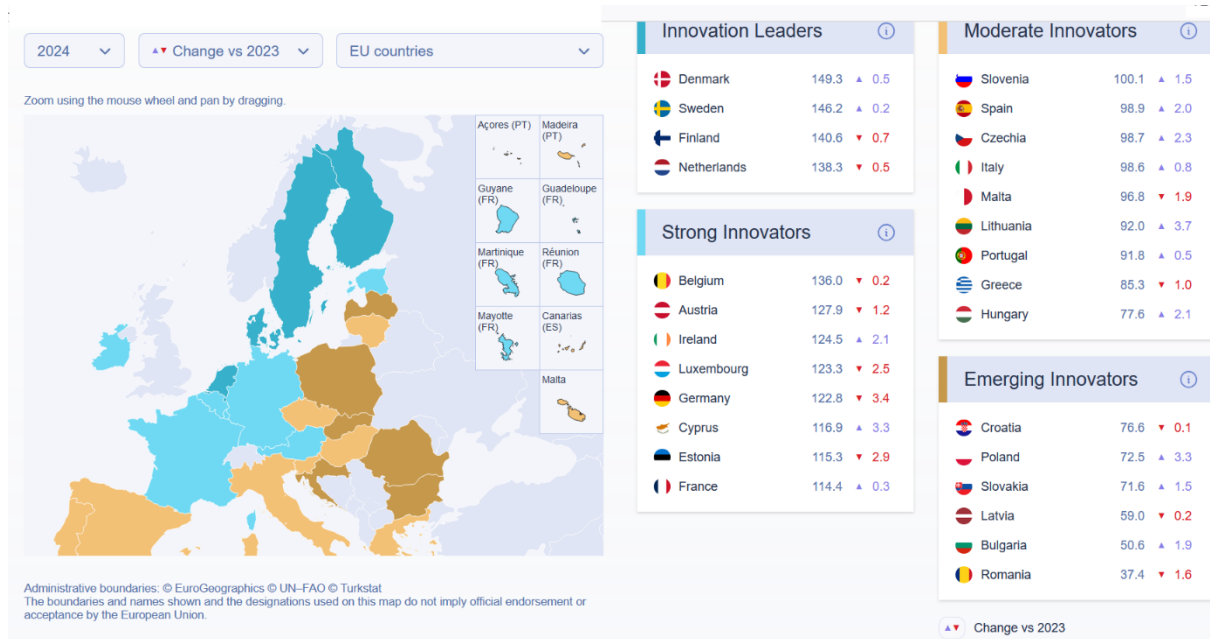 2024
▲▼ Change vs 2023
EU countries
Zoom using the mouse wheel and pan by dragging.
Açores (PT)
Madeira
(PT)
Guyane
(FR)
Guadeloupe
(FR)
Martinique
(FR)
Réunion
(FR)
Mayotte
(FR)
Canarias
(ES)
Malta
Administrative boundaries: © EuroGeographics © UN–FAO © Turkstat
The boundaries and names shown and the designations used on this map do not imply official endorsement or
acceptance by the European Union.
Innovation Leaders
Denmark 149.3 ▲ 0.5
Sweden 146.2 ▲ 0.2
Finland 140.6 ▼ 0.7
Netherlands 138.3 ▼ 0.5
Strong Innovators
Belgium 136.0 ▼ 0.2
Austria 127.9 ▼ 1.2
Ireland 124.5 ▲ 2.1
Luxembourg 123.3 ▼ 2.5
Germany 122.8 ▼ 3.4
Cyprus 116.9 ▲ 3.3
Estonia 115.3 ▼ 2.9
France 114.4 ▲ 0.3
Moderate Innovators
Slovenia 100.1 ▲ 1.5
Spain 98.9 ▲ 2.0
Czechia 98.7 ▲ 2.3
Italy 98.6 ▲ 0.8
Malta 96.8 ▼ 1.9
Lithuania 92.0 ▲ 3.7
Portugal 91.8 ▲ 0.5
Greece 85.3 ▼ 1.0
Hungary 77.6 ▲ 2.1
Emerging Innovators
Croatia 76.6 ▼ 0.1
Poland 72.5 ▲ 3.3
Slovakia 71.6 ▲ 1.5
Latvia 59.0 ▼ 0.2
Bulgaria 50.6 ▲ 1.9
Romania 37.4 ▼ 1.6
▲▼ Change vs 2023